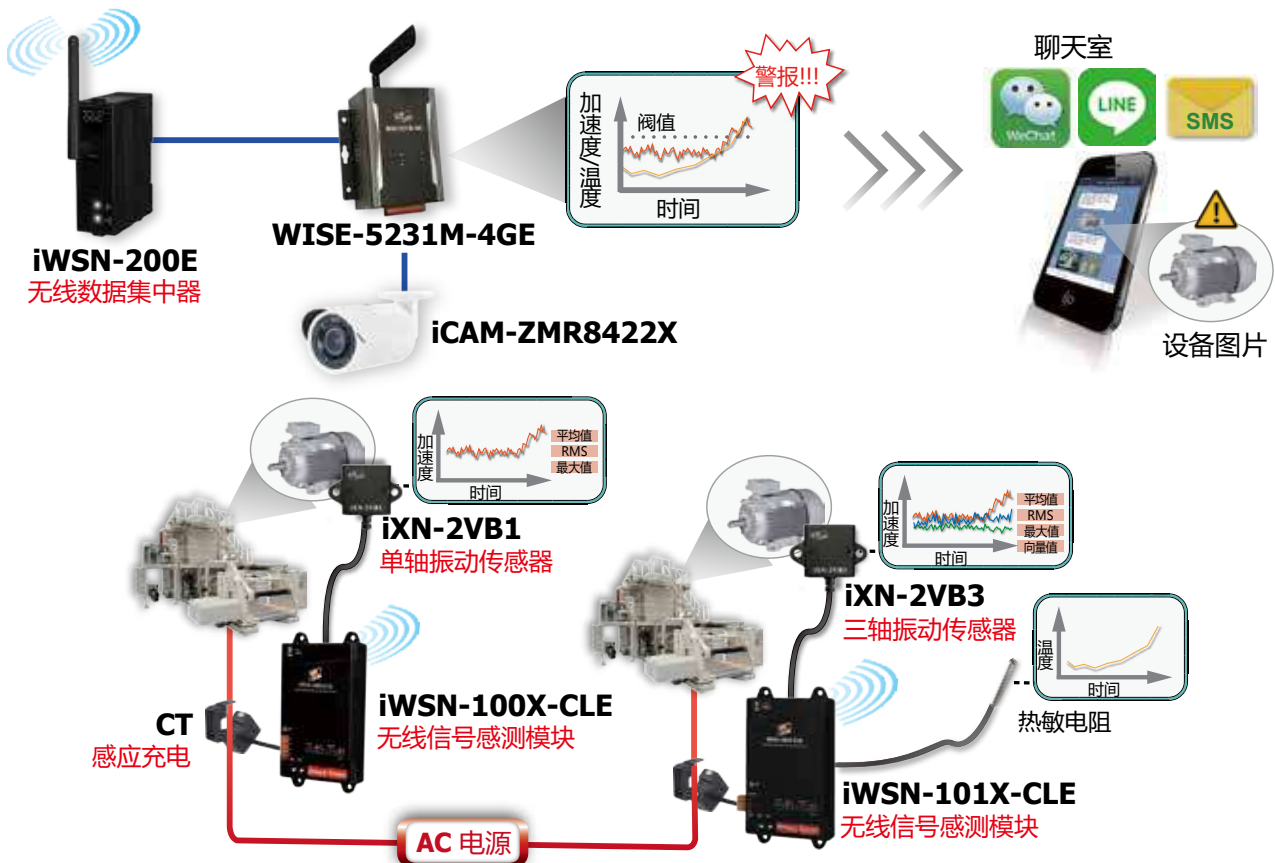 聊天室
警报!!!
加速度/温度
阀值
时间
WeChat
LINE
SMS
WISE-5231M-4GE
iWSN-200E
无线数据集中器
iCAM-ZMR8422X
设备图片
加速度
平均值
RMS
最大值
时间
iXN-2VB1
单轴振动传感器
加速度
平均值
RMS
最大值
向量值
时间
iXN-2VB3
三轴振动传感器
温度
时间
热敏电阻
CT
感应充电
iWSN-100X-CLE
无线信号感测模块
iWSN-101X-CLE
无线信号感测模块
AC 电源